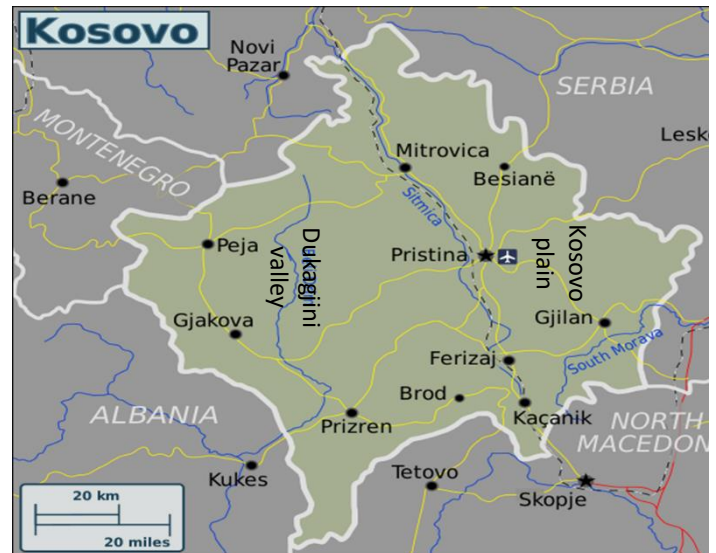 Kosovo
Novi
Pazar
SERBIA
MONTENEGRO
Lesk
Mitrovica
Besianë
Berane
Sitmica
Peja
Dukagjini
valley
Pristina
Kosovo
plain
Gjakova
Gjilan
South Morava
Ferizaj
Brod
ALBANIA
Prizren
Kaçanik
NORTH
MACEDON
Kukes
Tetovo
Skopje
20 km
20 miles